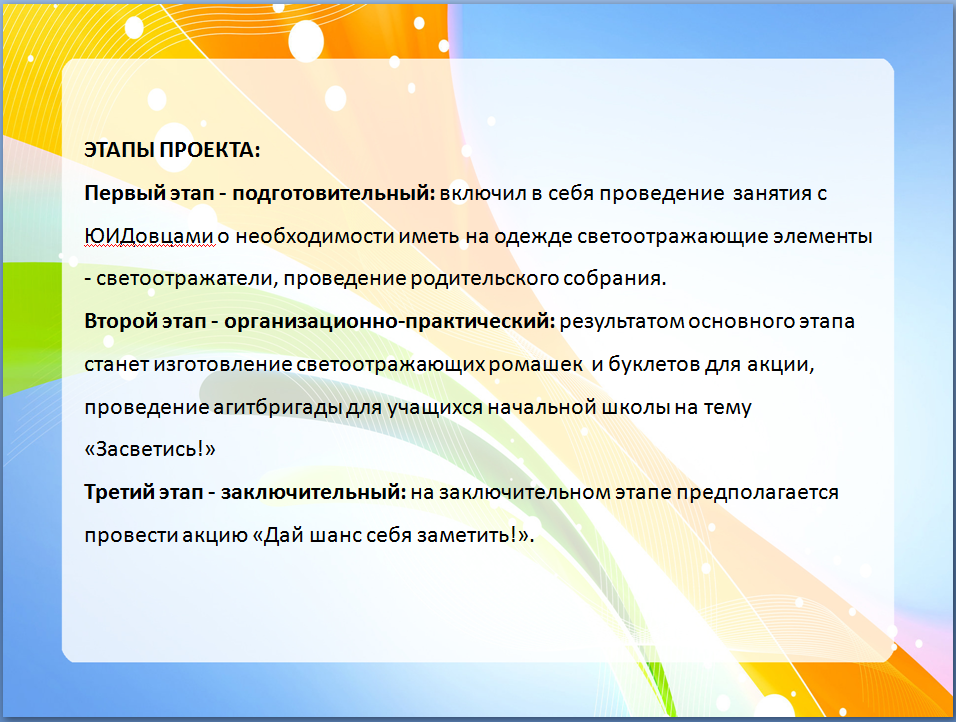 ЭТАПЫ ПРОЕКТА:
Первый этап - подготовительный: включил в себя проведение занятия с
ЮИДовцами о необходимости иметь на одежде светоотражающие элементы
- светоотражатели, проведение родительского собрания.
Второй этап - организационно-практический: результатом основного этапа
станет изготовление светоотражающих ромашек и буклетов для акции,
проведение агитбригады для учащихся начальной школы на тему
«Засветись!»
Третий этап - заключительный: на заключительном этапе предполагается
провести акцию «Дай шанс себя заметить!».